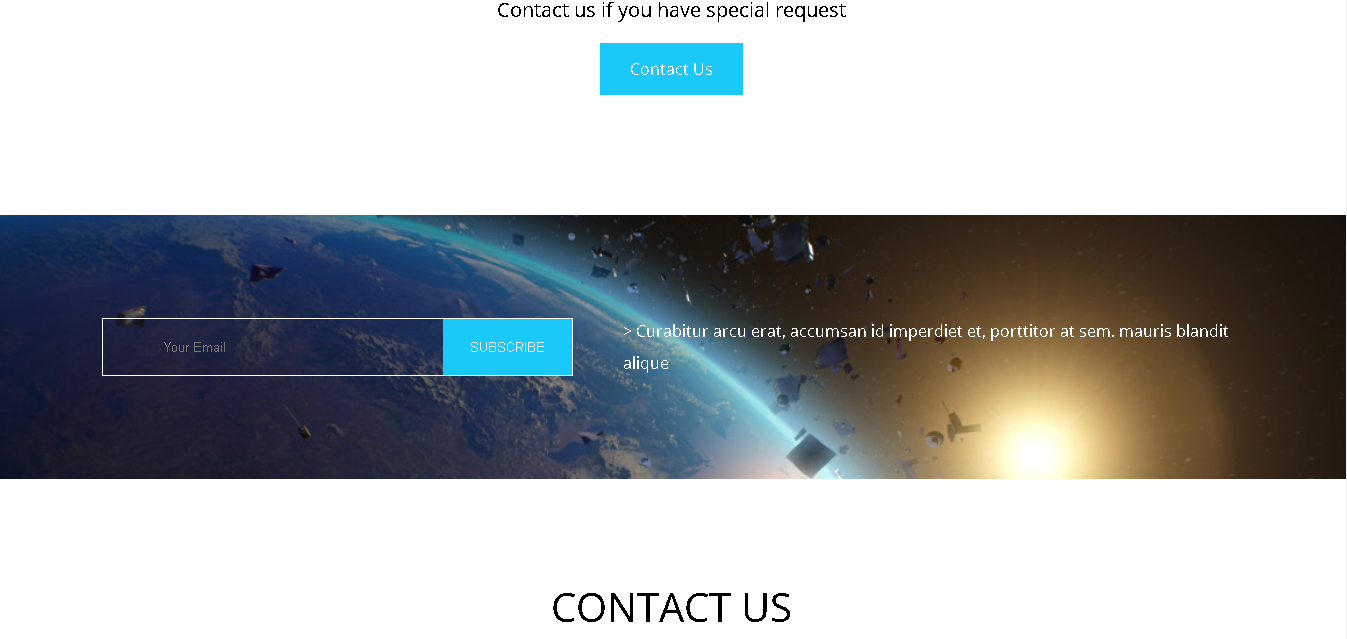 Contact us if you have special request
Contact Us
Your Email
SUBSCRIBE
> Curabitur arcu erat, accumsan id imperdiet et, porttitor at sem. mauris blandit
alique
CONTACT US